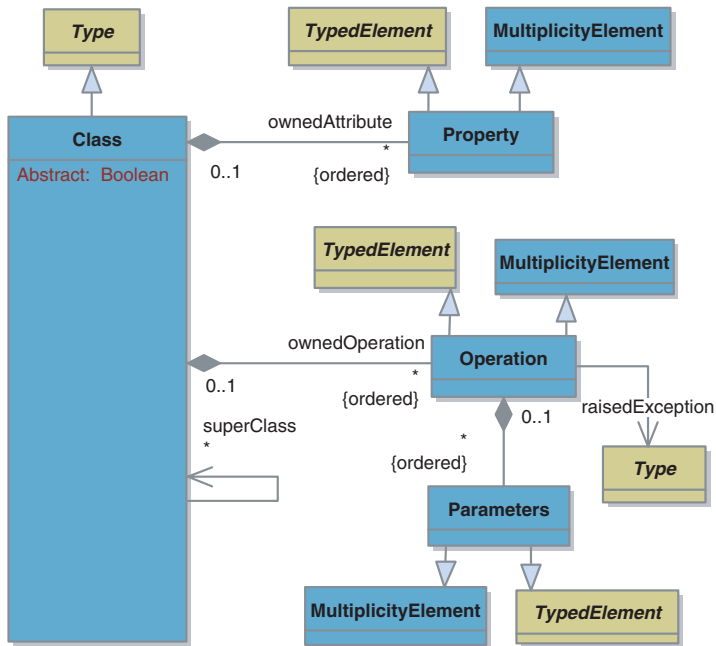 Type
TypedElement
MultiplicityElement
Class
Abstract: Boolean
ownedAttribute
*
0..1
{ordered}
Property
TypedElement
MultiplicityElement
ownedOperation
*
0..1
{ordered}
Operation
0..1
raisedException
Type
superClass
*
*
{ordered}
Parameters
MultiplicityElement
TypedElement